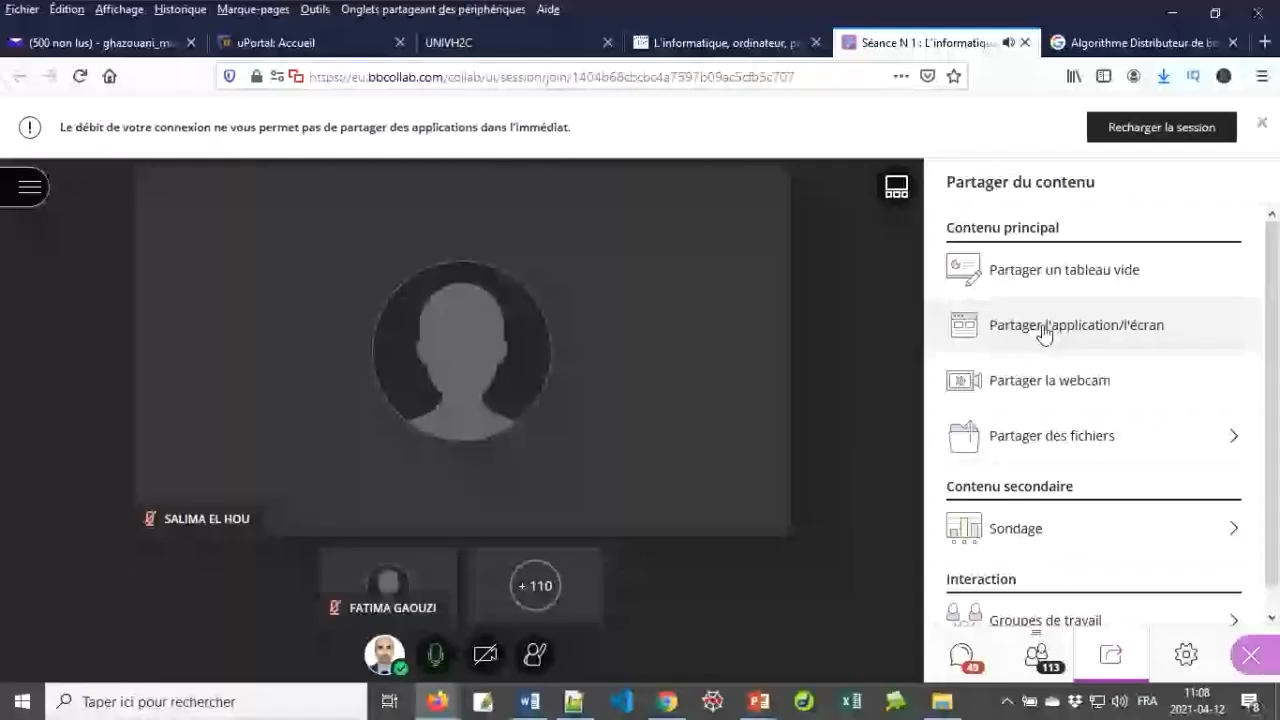 Fichier Édition Affichage Historique Marque-pages Outils Onglets partageant des périphériques Aide
(500 non lus) - ghazouani_m
uPortal: Accueil
UNIVH2C
L'informatique, ordinateur, pr
Séance N 1 : L'informatiqu
Algorithme Distributeur de bo
https://eu.bbcollab.com/collab/ui/session/join/1404b68cbcbc4a7597b09ac5cfb5c707
Le débit de votre connexion ne vous permet pas de partager des applications dans l'immédiat.
Recharger la session
Partager du contenu
Contenu principal
Partager un tableau vide
Partager l'application/l'écran
Partager la webcam
Partager des fichiers
Contenu secondaire
Sondage
Interaction
Groupes de travail
SALIMA EL HOU
FATIMA GAOUZI
+ 110
49
113
Taper ici pour rechercher
FRA
11:08
2021-04-12
8